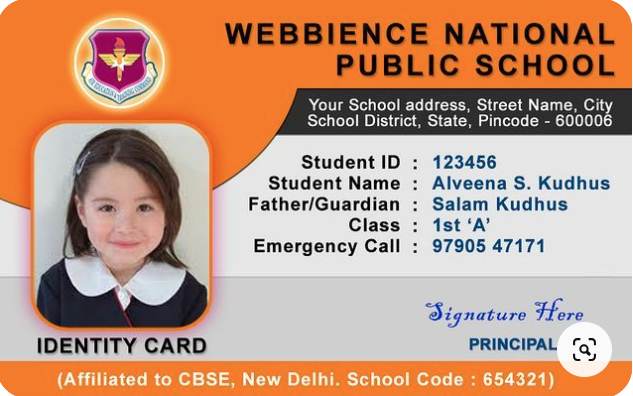 WEBBIENCE NATIONAL
PUBLIC SCHOOL
Your School address, Street Name, City
School District, State, Pincode - 600006
Student ID : 123456
Student Name : Alveena S. Kudhus
Father/Guardian : Salam Kudhus
Class : 1st ‘A’
Emergency Call : 97905 47171
Signature Here
PRINCIPAL
IDENTITY CARD
(Affiliated to CBSE, New Delhi. School Code : 654321)